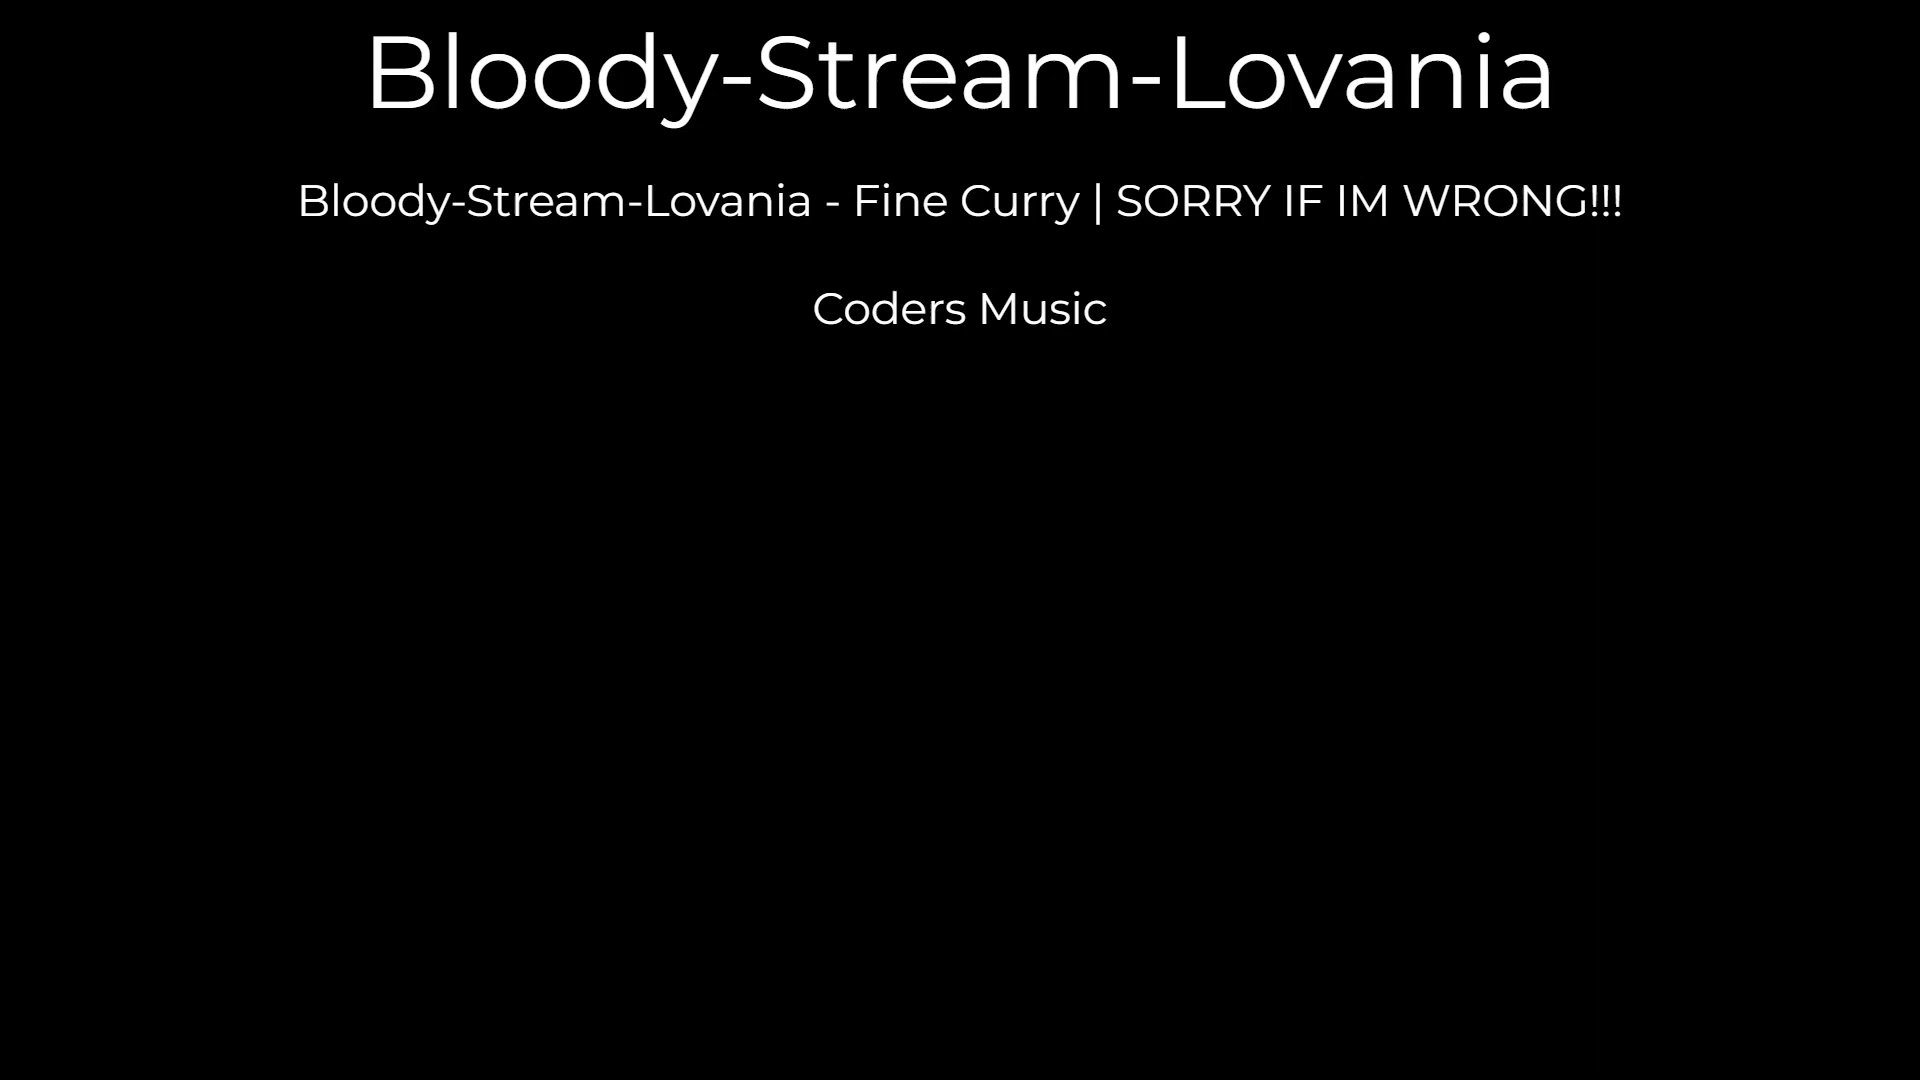 Bloody-Stream-Lovania
Bloody-Stream-Lovania - Fine Curry | SORRY IF IM WRONG!!!
Coders Music